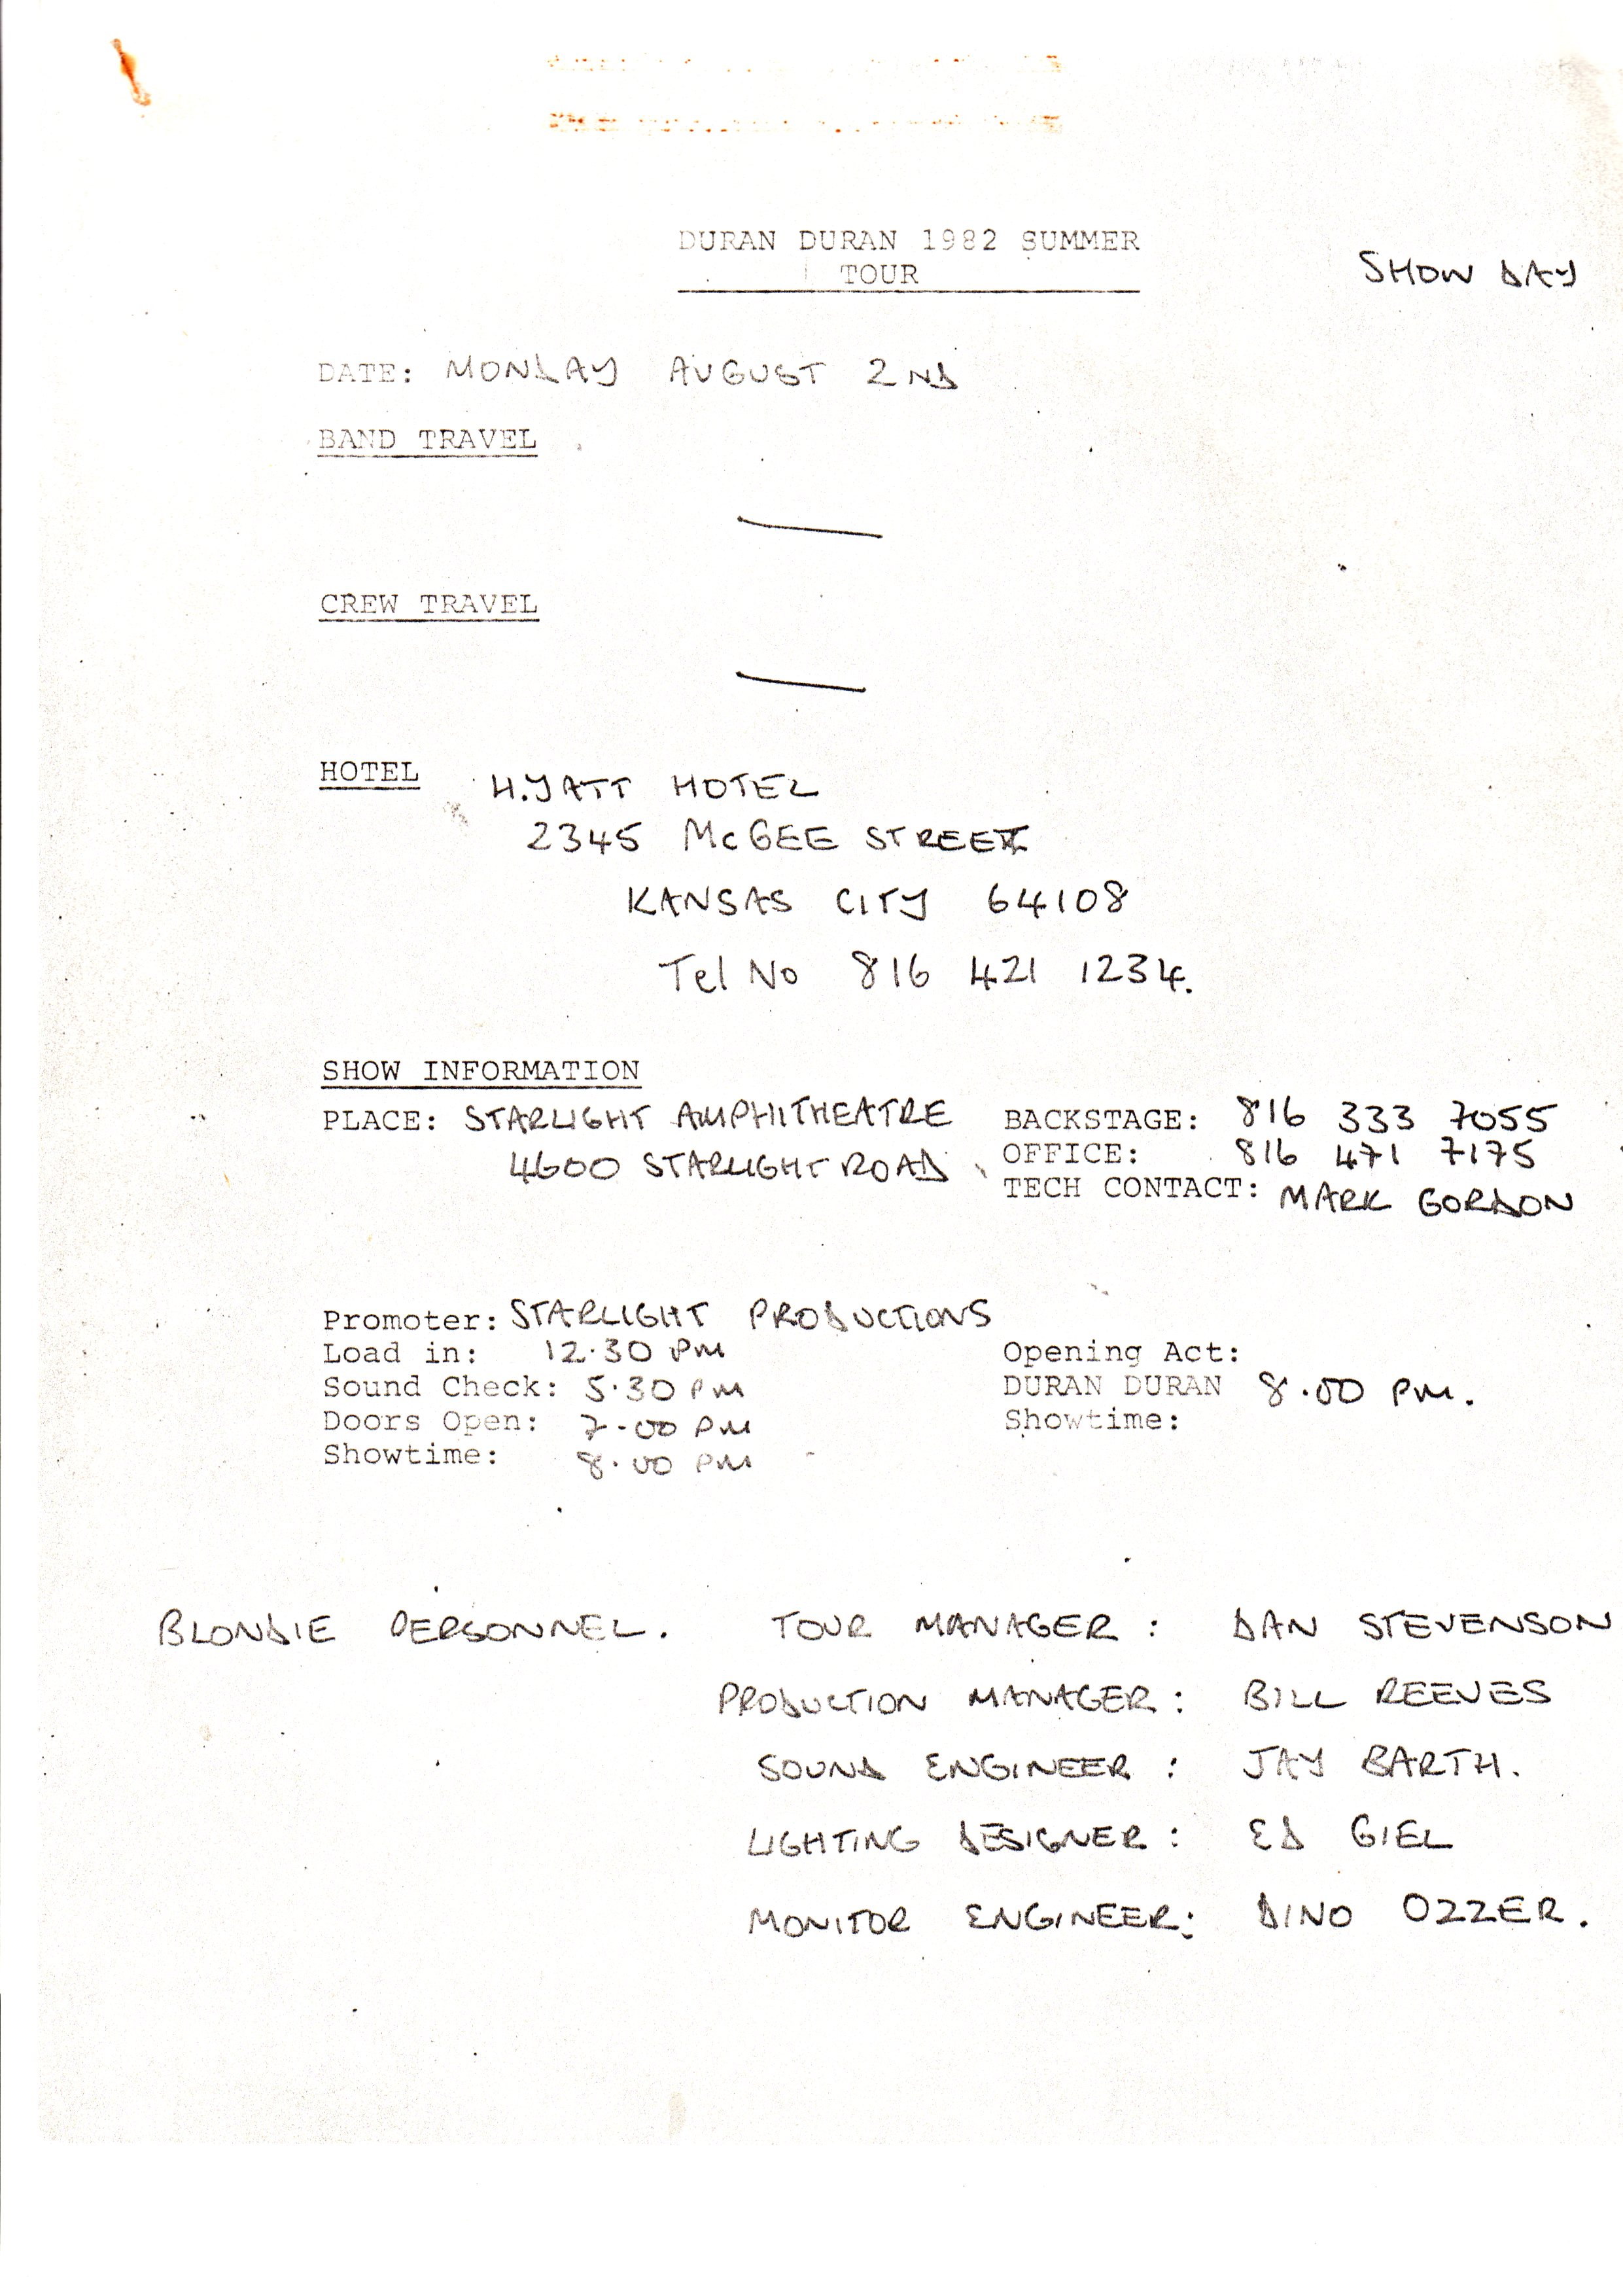 DURAN DURAN 1982 SUMMER
TOUR
SHOW DAY
DATE: MONDAY AUGUST 2ND
BAND TRAVEL
CREW TRAVEL
HOTEL HYATT HOTEL
2345 McGEE STREET
KANSAS CITY 64108
Tel No 816 421 1234.
SHOW INFORMATION
PLACE: STARLIGHT AMPHITHEATRE
4600 STARLIGHT ROAD
BACKSTAGE: 816 333 7055
OFFICE: 816 471 7175
TECH CONTACT: MARK GORDON
Promoter: STARLIGHT PRODUCTIONS
Load in: 12.30 PM
Sound Check: 5.30 PM
Doors Open: 7.00 PM
Showtime: 8.00 PM
Opening Act:
DURAN DURAN 8.00 PM.
Showtime:
BLONDIE PERSONNEL. TOUR MANAGER : DAN STEVENSON
PRODUCTION MANAGER : BILL REEVES
SOUND ENGINEER : JAY BARTH.
LIGHTING DESIGNER : ED GIEL
MONITOR ENGINEER: DINO OZZER.